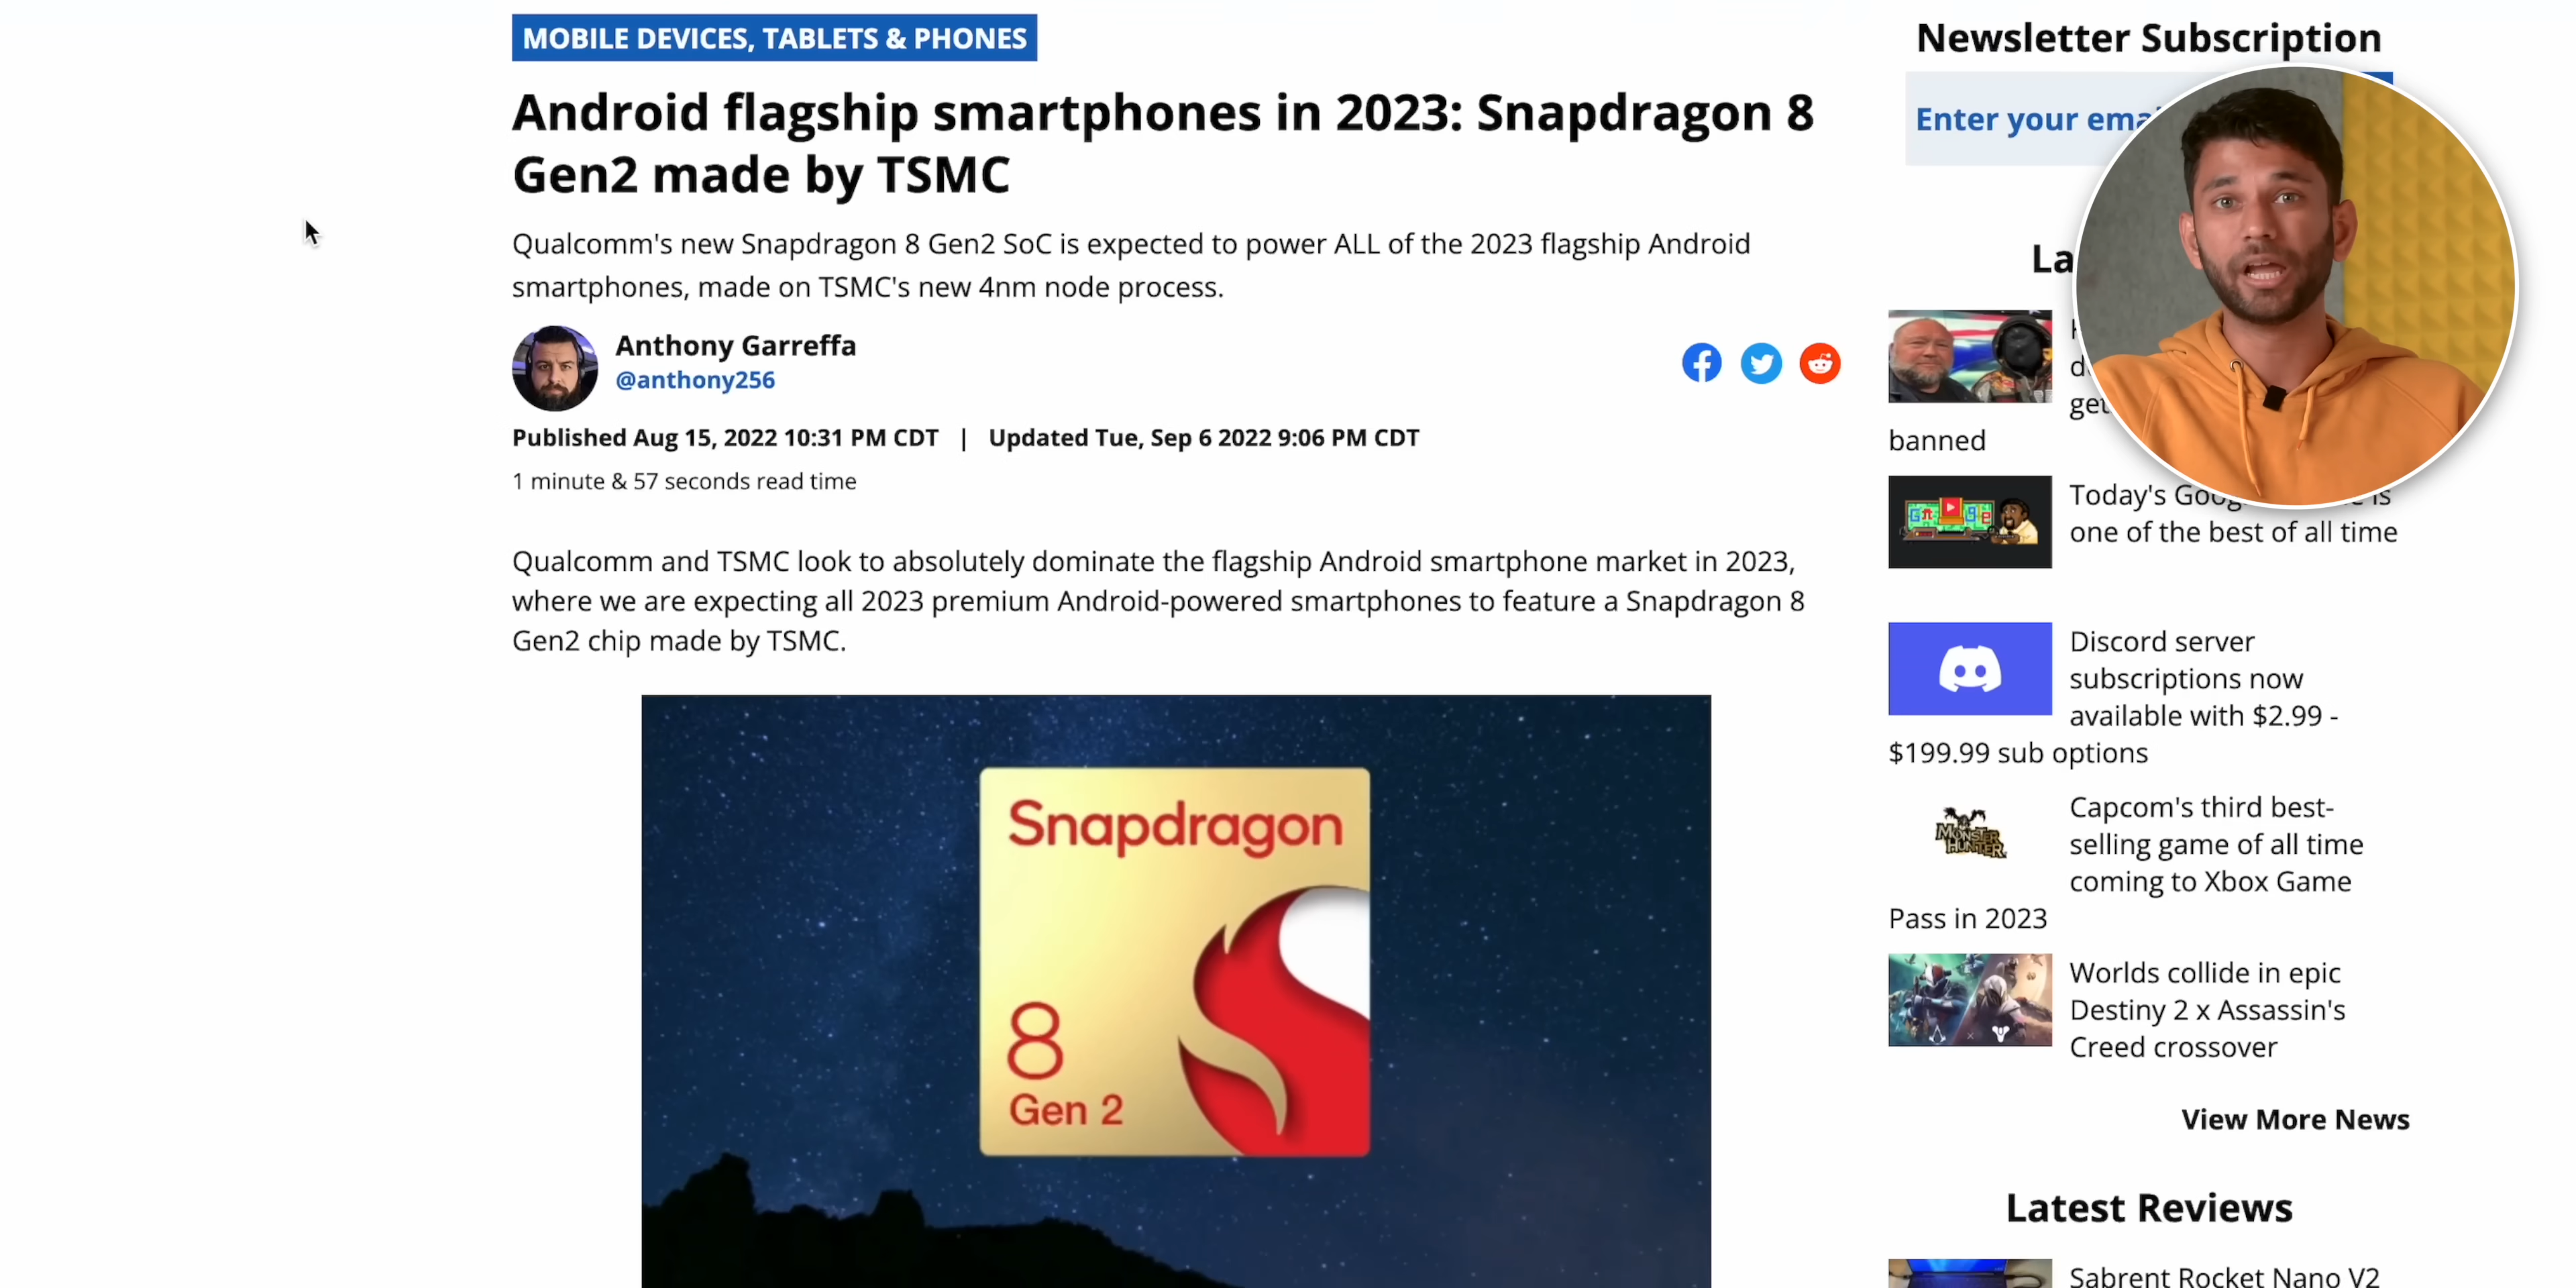 MOBILE DEVICES, TABLETS & PHONES
Android flagship smartphones in 2023: Snapdragon 8
Gen2 made by TSMC
Qualcomm's new Snapdragon 8 Gen2 SoC is expected to power ALL of the 2023 flagship Android
smartphones, made on TSMC's new 4nm node process.
Anthony Garreffa
@anthony256
Published Aug 15, 2022 10:31 PM CDT | Updated Tue, Sep 6 2022 9:06 PM CDT
1 minute & 57 seconds read time
Qualcomm and TSMC look to absolutely dominate the flagship Android smartphone market in 2023,
where we are expecting all 2023 premium Android-powered smartphones to feature a Snapdragon 8
Gen2 chip made by TSMC.
Snapdragon
8
Gen 2
Newsletter Subscription
Enter your
banned
Today's is
one of the best of all time
Discord server
subscriptions now
available with $2.99 -
$199.99 sub options
MONSTER
HUNTER
Capcom's third best-
selling game of all time
coming to Xbox Game
Pass in 2023
Worlds collide in epic
Destiny 2 x Assassin's
Creed crossover
View More News
Latest Reviews
Sabrent Rocket Nano V2